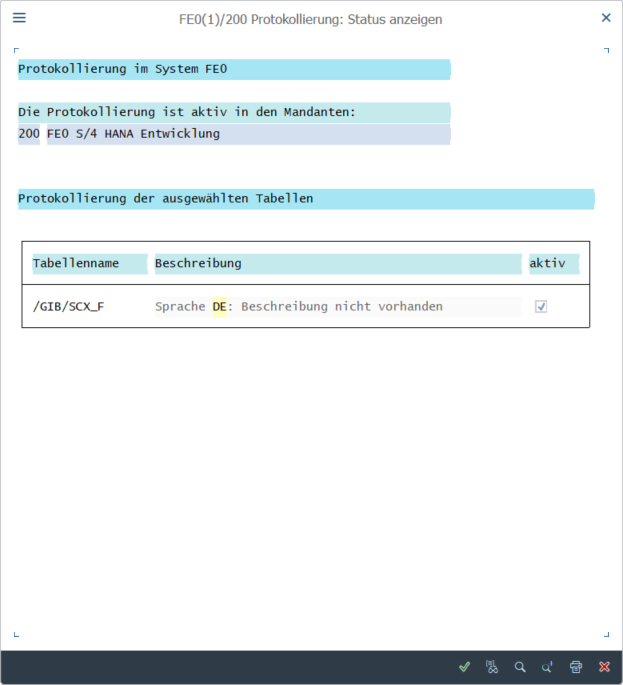 FE0(1)/200 Protokollierung: Status anzeigen
Protokollierung im System FE0
Die Protokollierung ist aktiv in den Mandanten:
200 FE0 S/4 HANA Entwicklung
Protokollierung der ausgewählten Tabellen
Tabellenname Beschreibung aktiv
/GIB/SCX_F Sprache DE: Beschreibung nicht vorhanden